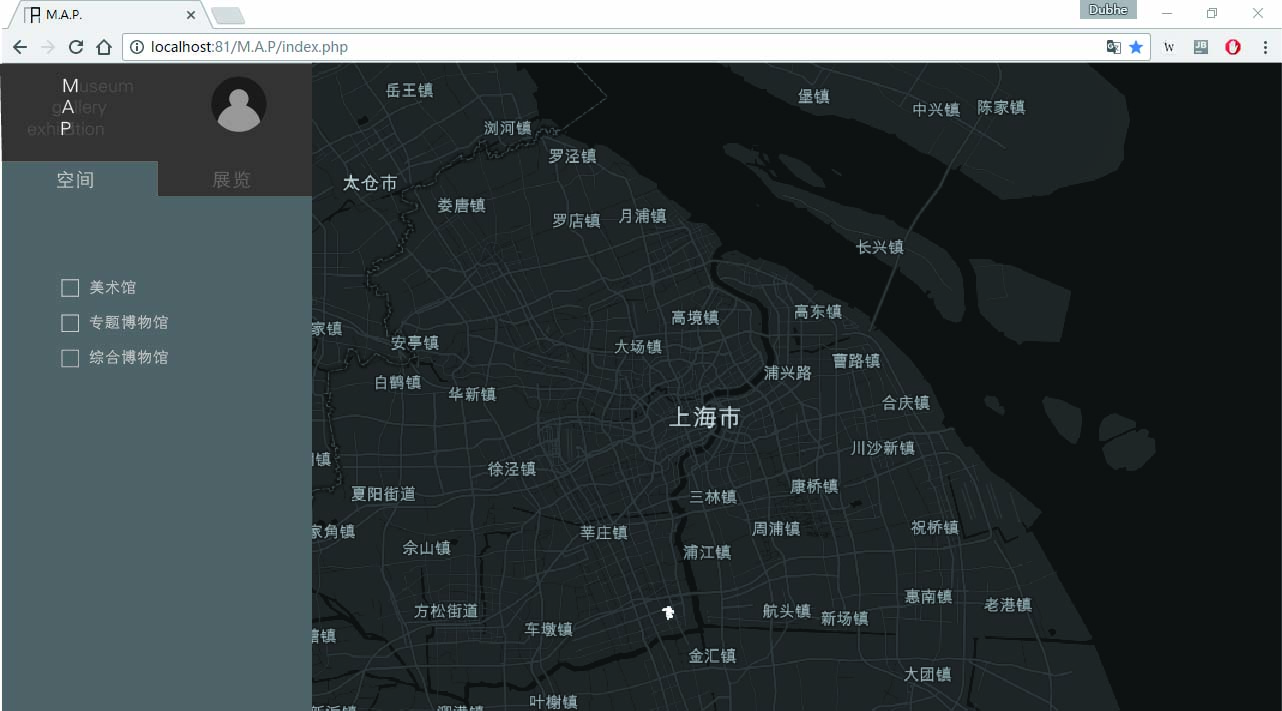 M.A.P.
Dubhe
localhost:81/M.A.P/index.php
W
JB
Museum
gallery
exhibition
空间
展览
美术馆
专题博物馆
综合博物馆
岳王镇
堡镇
中兴镇
陈家镇
浏河镇
罗泾镇
太仓市
娄唐镇
罗店镇
月浦镇
长兴镇
高境镇
高东镇
家镇
安亭镇
大场镇
曹路镇
浦兴路
白鹤镇
华新镇
合庆镇
上海市
川沙新镇
镇
徐泾镇
夏阳街道
三林镇
康桥镇
家角镇
莘庄镇
周浦镇
祝桥镇
佘山镇
浦江镇
惠南镇
老港镇
方松街道
航头镇
新场镇
车墩镇
镇
金汇镇
大团镇
叶榭镇